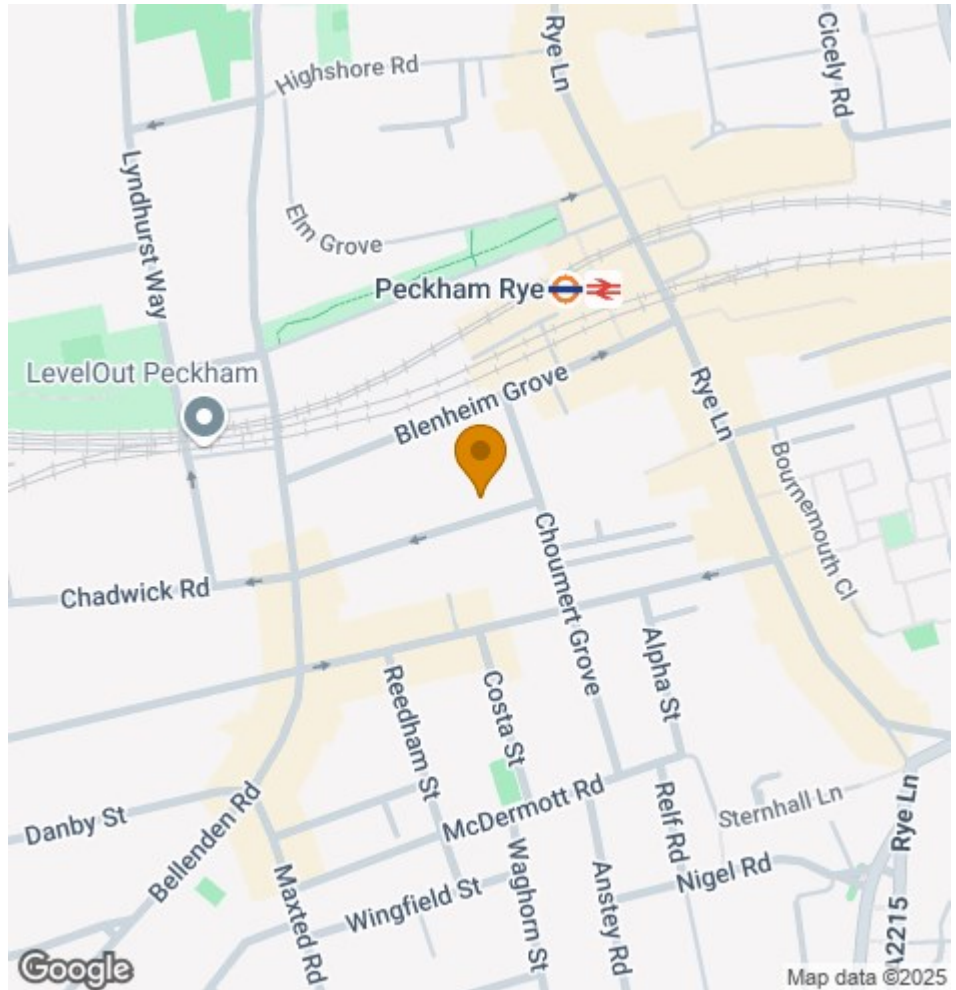 Rye Ln
Cicely Rd
Highshore Rd
Lyndhurst Way
Elm Grove
Peckham Rye
LevelOut Peckham
Blenheim Grove
Rye Ln
Bournemouth Cl
Choumert Grove
Chadwick Rd
Alpha St
Costa St
Reedham St
McDermott Rd
Relf Rd
Sternhall Ln
Danby St
Bellenden Rd
Maxted Rd
Wingfield St
Waghorn St
Anstey Rd
Nigel Rd
Rye Ln
A2215
Google
Map data ©2025